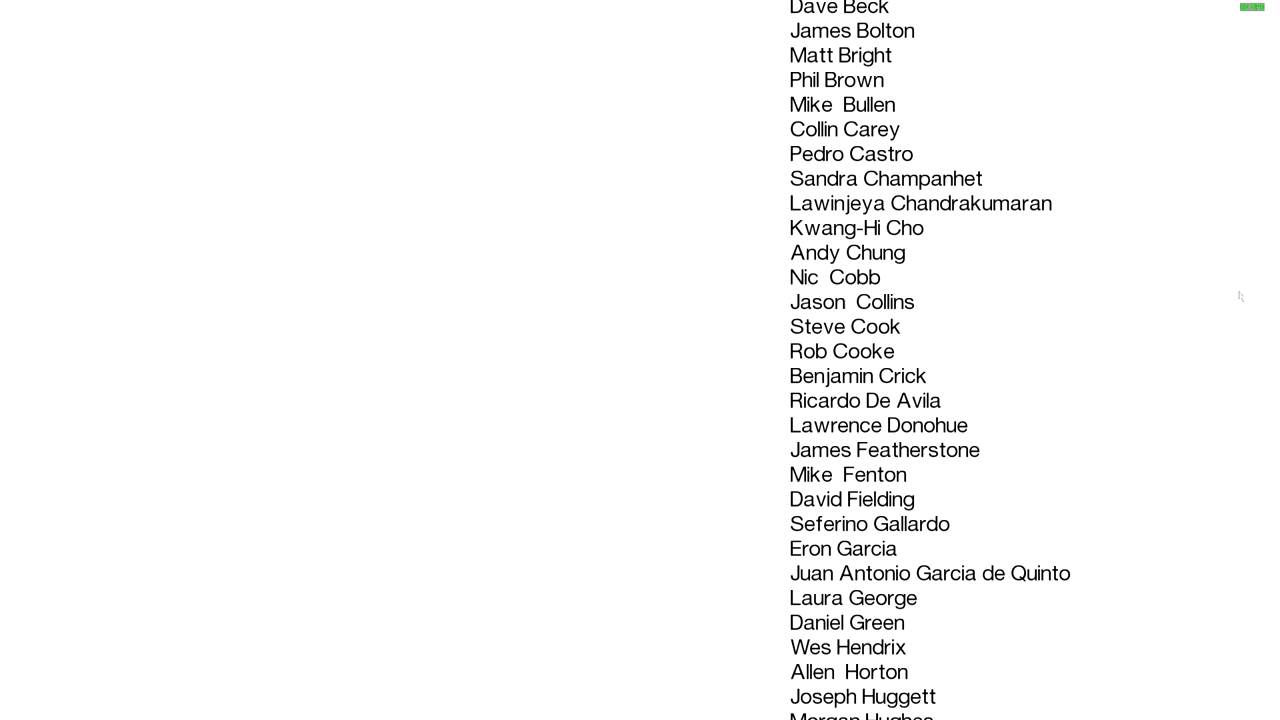 Dave Beck
James Bolton
Matt Bright
Phil Brown
Mike  Bullen
Collin Carey
Pedro Castro
Sandra Champanhet
Lawinjeya Chandrakumaran
Kwang-Hi Cho
Andy Chung
Nic  Cobb
Jason  Collins
Steve Cook
Rob Cooke
Benjamin Crick
Ricardo De Avila
Lawrence Donohue
James Featherstone
Mike  Fenton
David Fielding
Seferino Gallardo
Eron Garcia
Juan Antonio Garcia de Quinto
Laura George
Daniel Green
Wes Hendrix
Allen  Horton
Joseph Huggett
Morgan Hughes